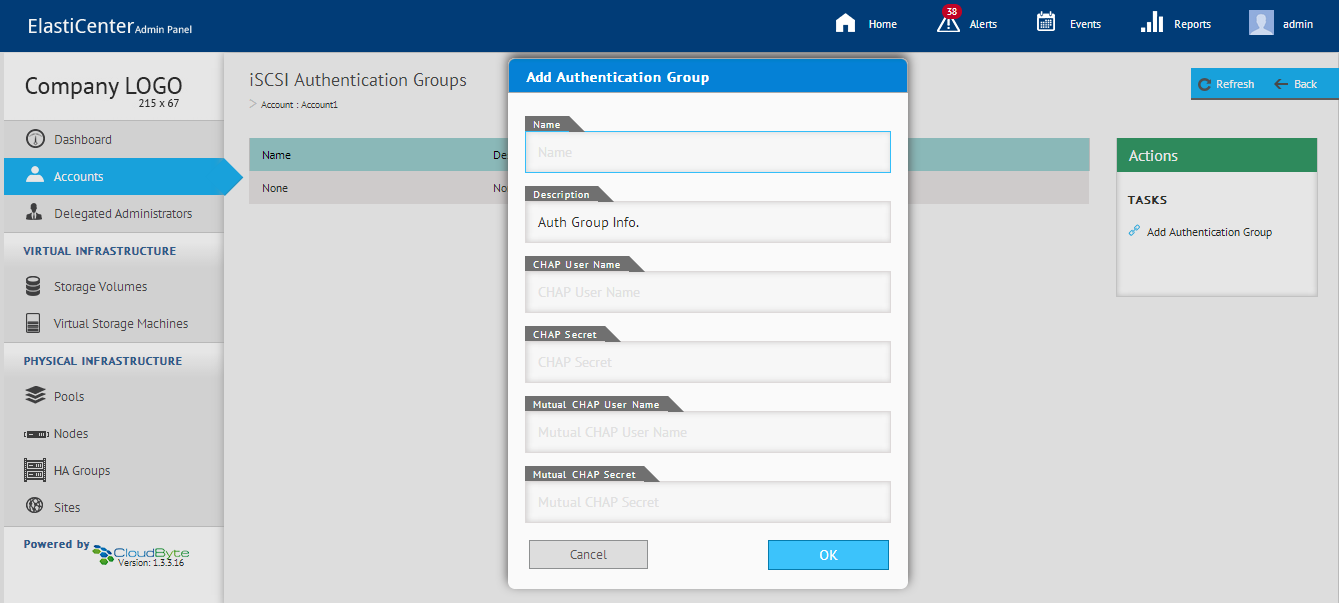 ElastiCenter Admin Panel
Home
38
Alerts
Events
Reports
admin
Company LOGO
215 x 67
Dashboard
Accounts
Delegated Administrators
VIRTUAL INFRASTRUCTURE
Storage Volumes
Virtual Storage Machines
PHYSICAL INFRASTRUCTURE
Pools
Nodes
HA Groups
Sites
Powered by CloudByte
Version: 1.3.3.16
iSCSI Authentication Groups
> Account : Account1
Refresh
Back
Name De
None No
Add Authentication Group
Name
Name
Description
Auth Group Info.
CHAP User Name
CHAP User Name
CHAP Secret
CHAP Secret
Mutual CHAP User Name
Mutual CHAP User Name
Mutual CHAP Secret
Mutual CHAP Secret
Cancel
OK
Actions
TASKS
Add Authentication Group